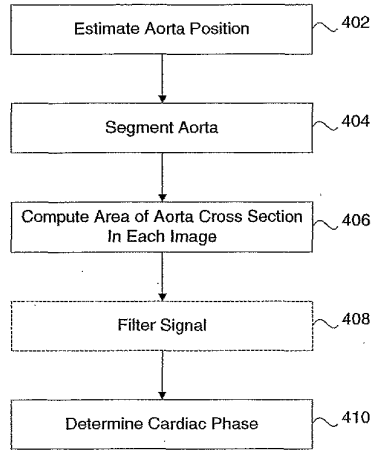 Estimate Aorta Position
402
Segment Aorta
404
Compute Area of Aorta Cross Section
In Each Image
406
Filter Signal
408
Determine Cardiac Phase
410